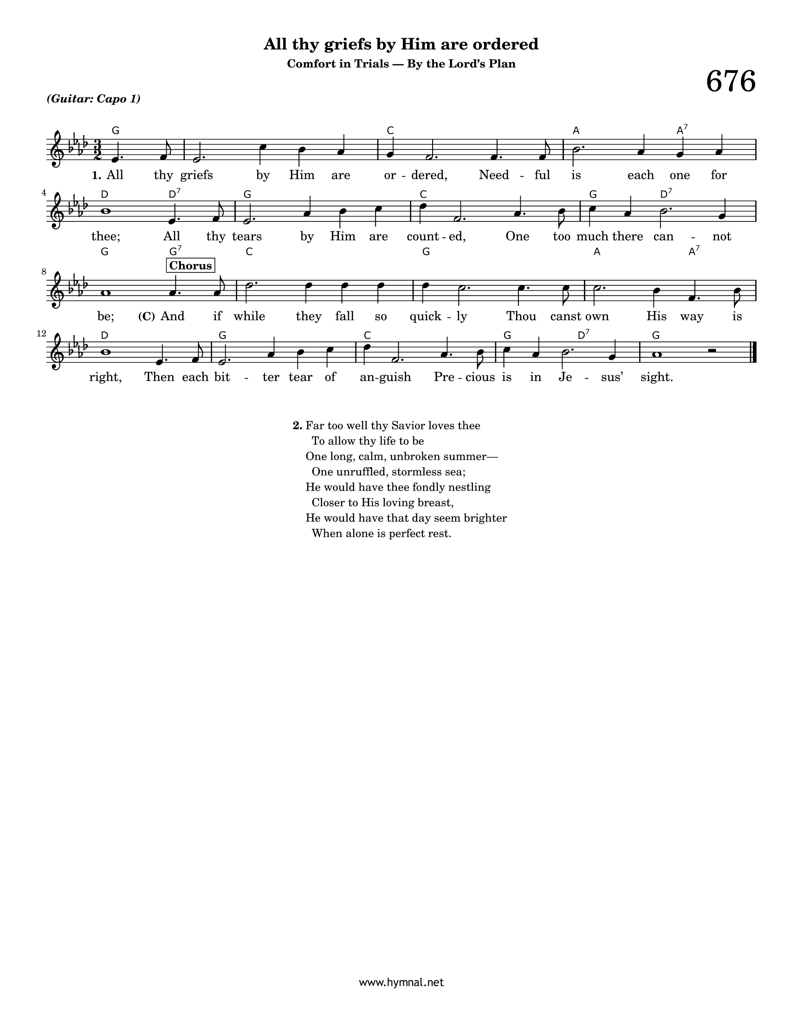 All thy griefs by Him are ordered
Comfort in Trials — By the Lord's Plan
676
(Guitar: Capo 1)
G C A A7
1. All thy griefs by Him are or - dered, Need - ful is each one for
4
D D7 G C G D7
thee; All thy tears by Him are count - ed, One too much there can - not
G G7 C G A A7
Chorus
8
be; (C) And if while they fall so quick - ly Thou canst own His way is
12
D G C G D7 G
right, Then each bit - ter tear of an - guish Pre - cious is in Je - sus' sight.
2. Far too well thy Savior loves thee
To allow thy life to be
One long, calm, unbroken summer—
One unruffled, stormless sea;
He would have thee fondly nestling
Closer to His loving breast,
He would have that day seem brighter
When alone is perfect rest.
www.hymnal.net